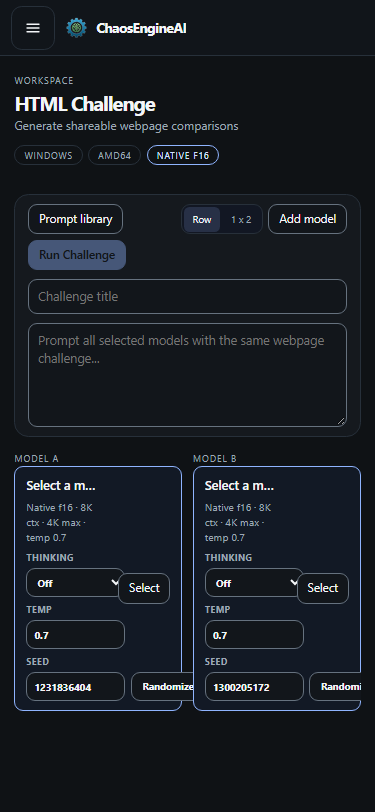 ChaosEngineAI
WORKSPACE
HTML Challenge
Generate shareable webpage comparisons
WINDOWS AMD64 NATIVE F16
Prompt library Row 1 x 2 Add model
Run Challenge
Challenge title
Prompt all selected models with the same webpage
challenge...
MODEL A MODEL B
Select a m...
Native f16 · 8K
ctx · 4K max ·
temp 0.7
THINKING
Off Select
TEMP
0.7
SEED
1231836404 Randomize
Select a m...
Native f16 · 8K
ctx · 4K max ·
temp 0.7
THINKING
Off Select
TEMP
0.7
SEED
1300205172 Randomi